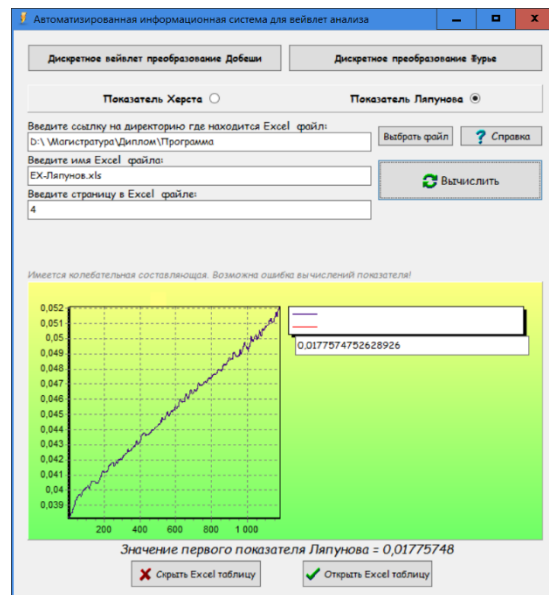 Автоматизированная информационная система для вейвлет анализа
Дискретное вейвлет преобразование Добеши Дискретное преобразование Фурье
Показатель Херста Показатель Ляпунова
Введите ссылку на директорию где находится Excel файл:
D:\ \Магистратура\Диплом\Программа Выбрать файл Справка
Введите имя Excel файла:
EX-Ляпунов.xls
Вычислить
Введите страницу в Excel файле:
4
Имеется колебательная составляющая. Возможна ошибка вычислений показателя!
0,052
0,051
0,05
0,049
0,048
0,047
0,046
0,045
0,044
0,043
0,042
0,041
0,04
0,039
200 400 600 800 1 000
0,0177574752628926
Значение первого показателя Ляпунова = 0,01775748
Скрыть Excel таблицу Открыть Excel таблицу